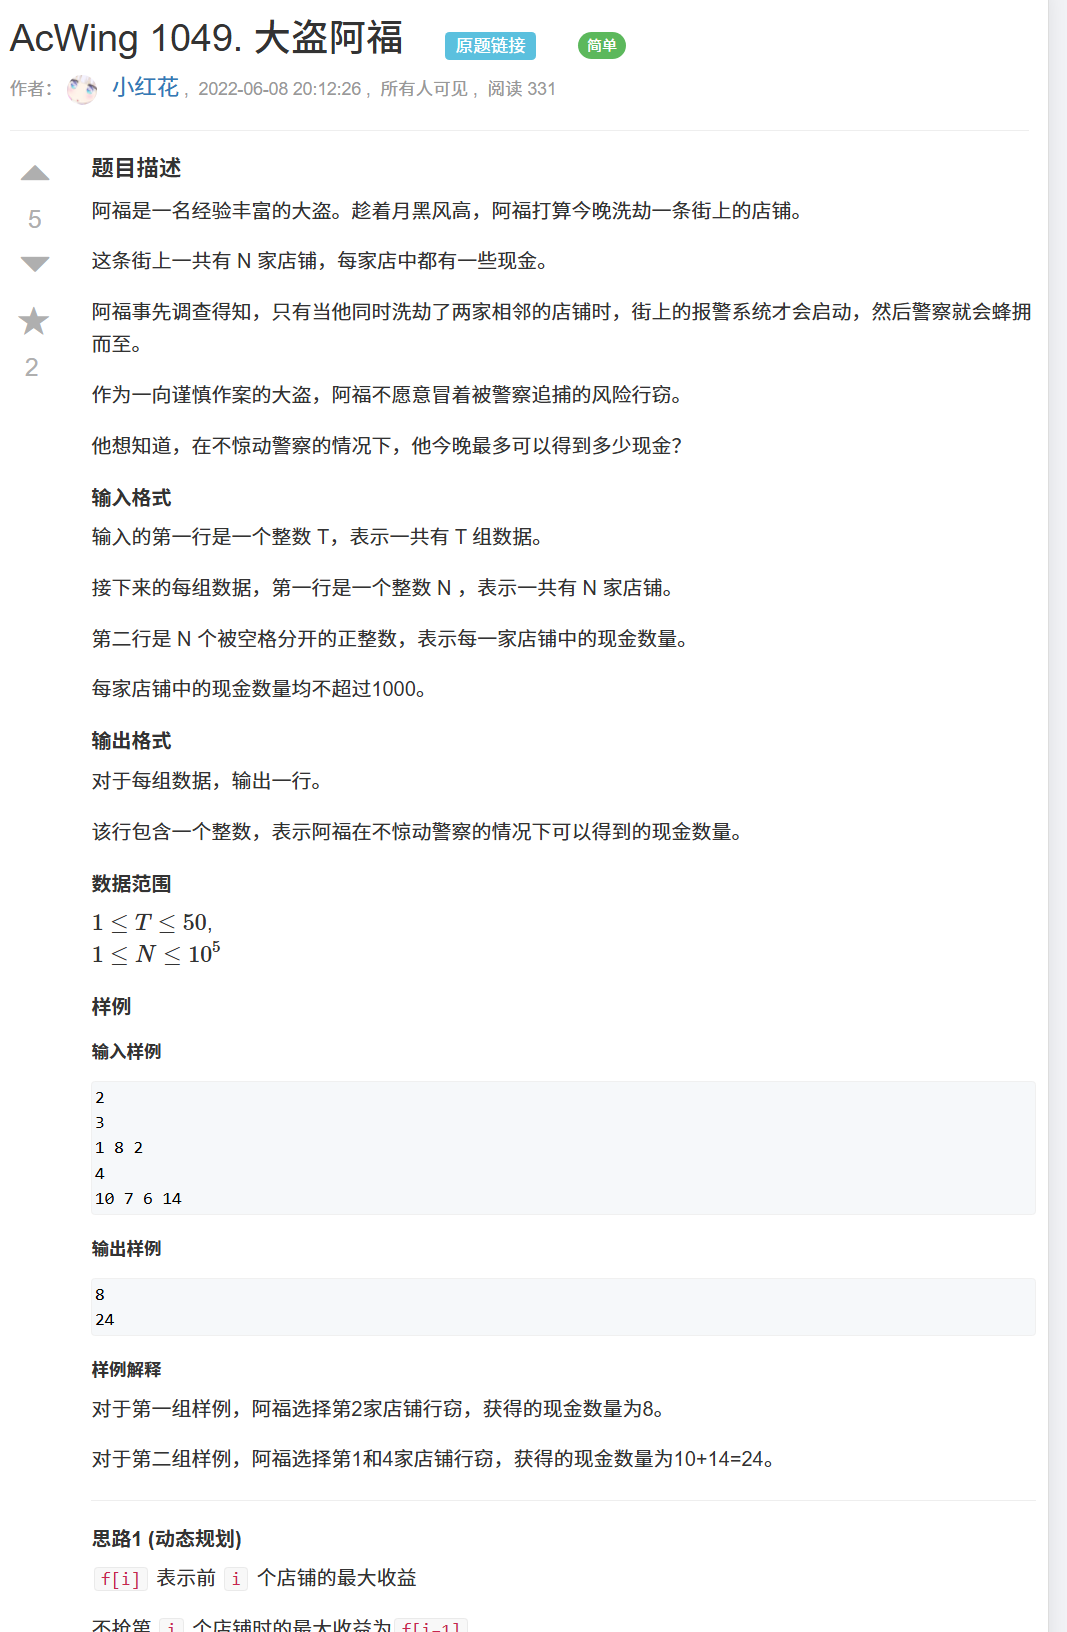 AcWing 1049. 大盗阿福 原题链接 简单
作者： 小红花 , 2022-06-08 20:12:26 , 所有人可见 , 阅读 331
5
2
题目描述
阿福是一名经验丰富的大盗。趁着月黑风高，阿福打算今晚洗劫一条街上的店铺。
这条街上一共有 N 家店铺，每家店中都有一些现金。
阿福事先调查得知，只有当他同时洗劫了两家相邻的店铺时，街上的报警系统才会启动，然后警察就会蜂拥
而至。
作为一向谨慎作案的大盗，阿福不愿意冒着被警察追捕的风险行窃。
他想知道，在不惊动警察的情况下，他今晚最多可以得到多少现金？
输入格式
输入的第一行是一个整数 T，表示一共有 T 组数据。
接下来的每组数据，第一行是一个整数 N ，表示一共有 N 家店铺。
第二行是 N 个被空格分开的正整数，表示每一家店铺中的现金数量。
每家店铺中的现金数量均不超过1000。
输出格式
对于每组数据，输出一行。
该行包含一个整数，表示阿福在不惊动警察的情况下可以得到的现金数量。
数据范围
1 ≤ T ≤ 50,
1 ≤ N ≤ 10⁵
样例
输入样例
2
3
1 8 2
4
10 7 6 14
输出样例
8
24
样例解释
对于第一组样例，阿福选择第2家店铺行窃，获得的现金数量为8。
对于第二组样例，阿福选择第1和4家店铺行窃，获得的现金数量为10+14=24。
思路1 (动态规划)
f[i] 表示前 i 个店铺的最大收益
不抢第 i 个店铺时的最大收益为 f[i-1]